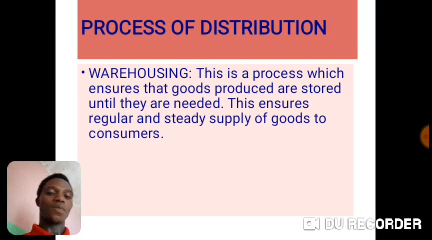 PROCESS OF DISTRIBUTION
• WAREHOUSING: This is a process which
ensures that goods produced are stored
until they are needed. This ensures
regular and steady supply of goods to
consumers.
DU RECORDER